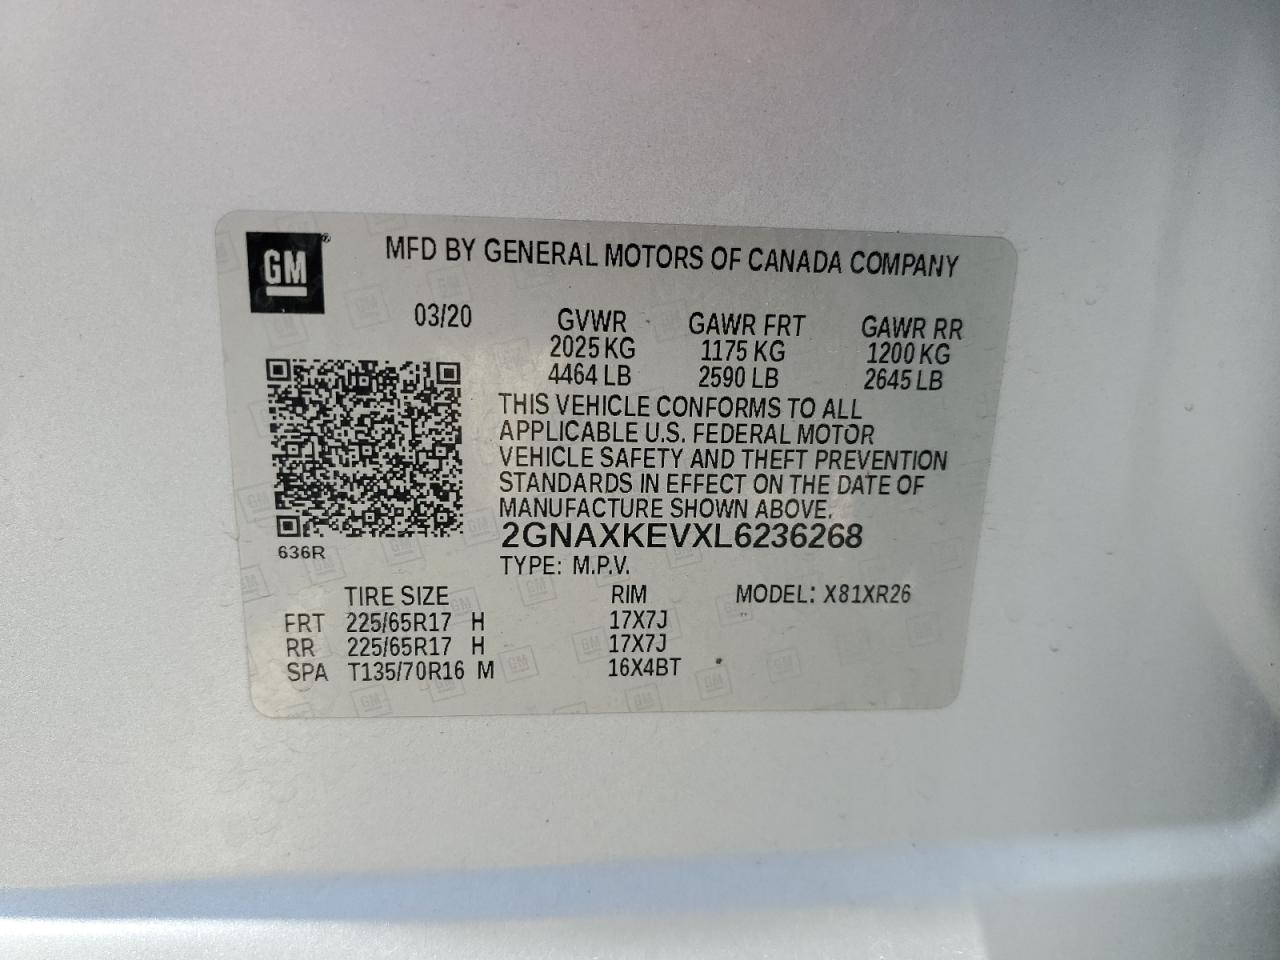 GM®
MFD BY GENERAL MOTORS OF CANADA COMPANY
03/20 GVWR GAWR FRT GAWR RR
2025 KG 1175 KG 1200 KG
4464 LB 2590 LB 2645 LB
THIS VEHICLE CONFORMS TO ALL
APPLICABLE U.S. FEDERAL MOTOR
VEHICLE SAFETY AND THEFT PREVENTION
STANDARDS IN EFFECT ON THE DATE OF
MANUFACTURE SHOWN ABOVE.
2GNAXKEVXL6236268
636R
TYPE: M.P.V.
TIRE SIZE RIM MODEL: X81XR26
FRT 225/65R17 H 17X7J
RR 225/65R17 H 17X7J
SPA T135/70R16 M 16X4BT